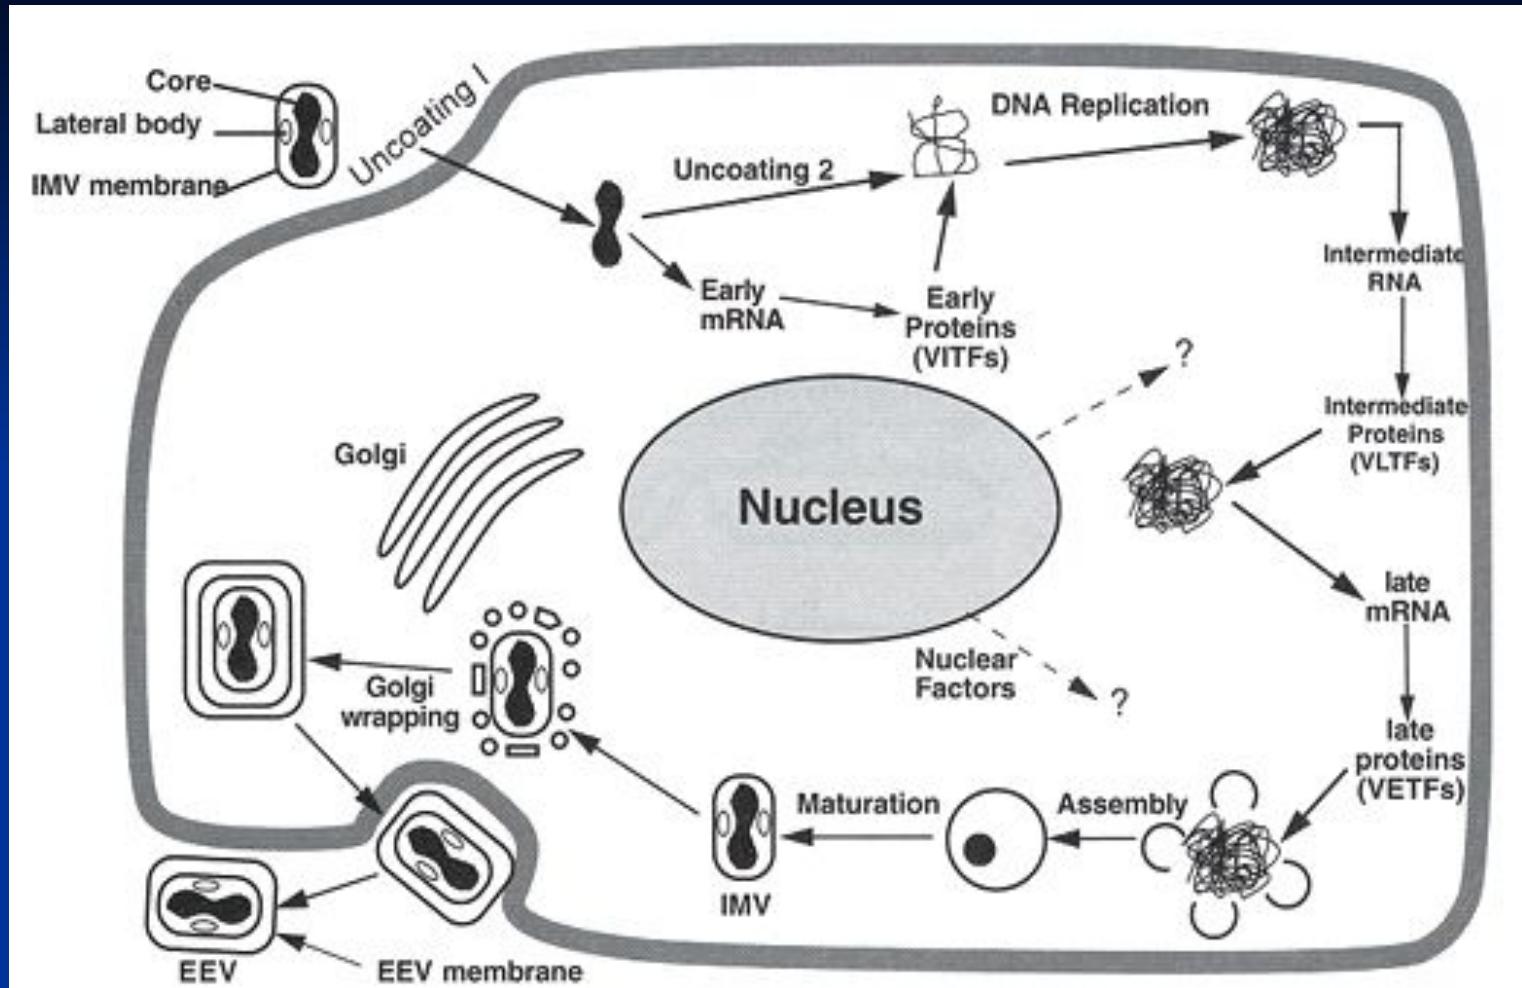 Core
Lateral body
IMV membrane
Uncoating I
Uncoating 2
DNA Replication
Early
mRNA
Early
Proteins
(VITFs)
Intermediate
RNA
Intermediate
Proteins
(VLTFs)
?
Golgi
Nucleus
late
mRNA
Nuclear
Factors
?
late
proteins
(VETFs)
Golgi
wrapping
Maturation
Assembly
IMV
EEV
EEV membrane